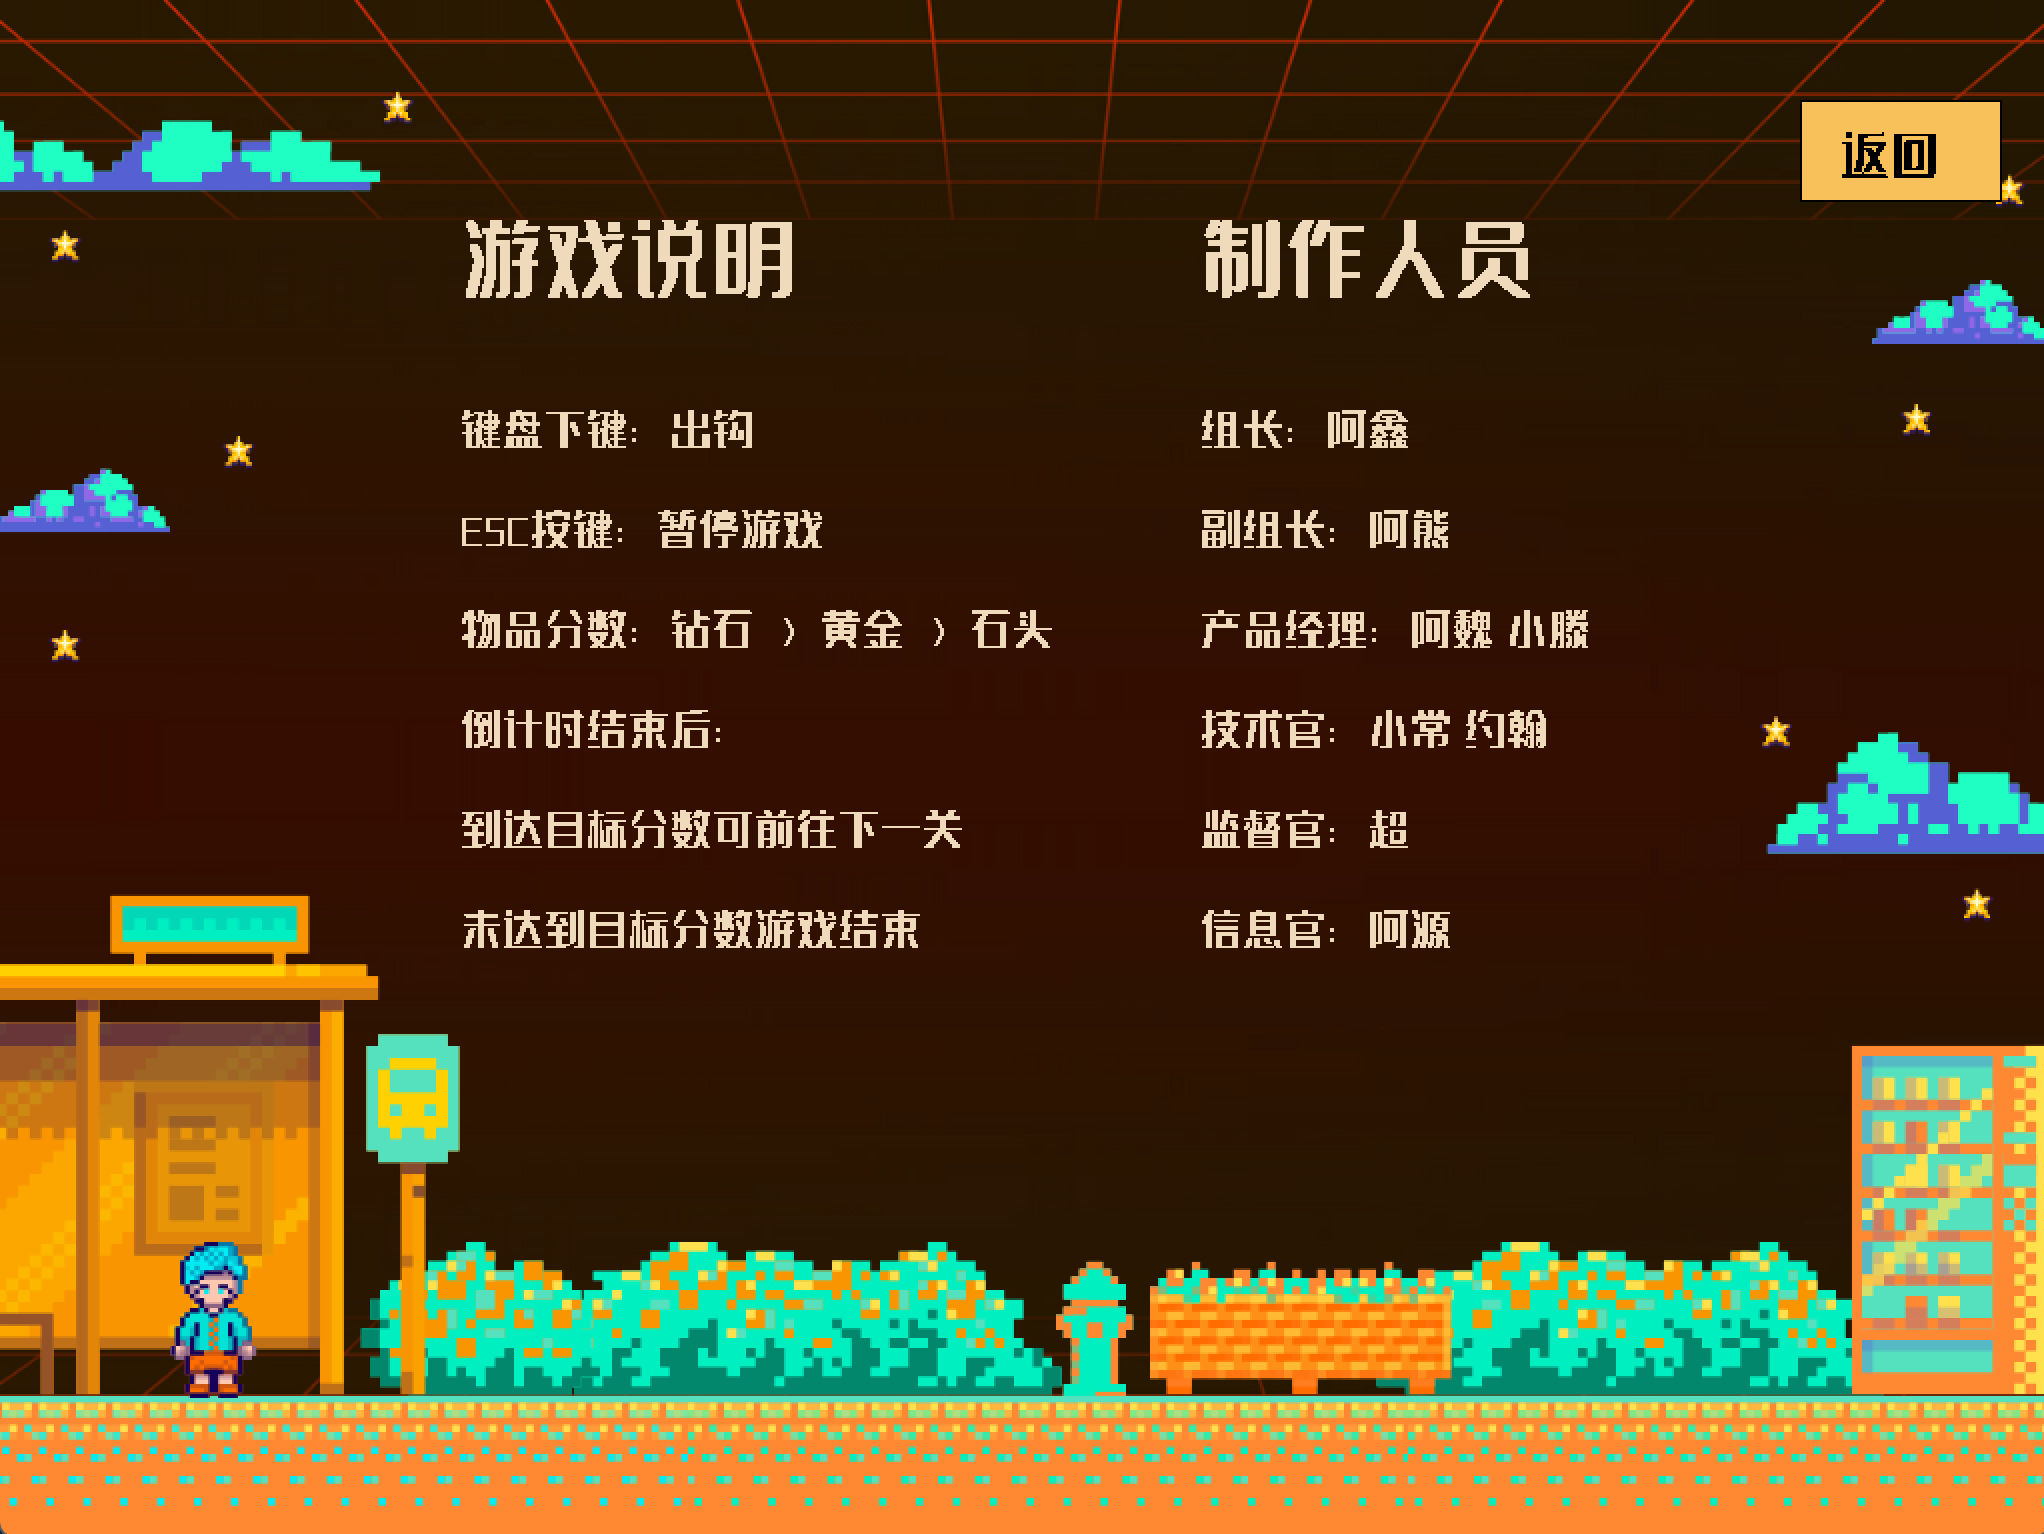 返回
游戏说明
键盘下键: 出钩
ESC按键: 暂停游戏
物品分数: 钻石 > 黄金 > 石头
倒计时结束后:
到达目标分数可前往下一关
未达到目标分数游戏结束
制作人员
组长: 阿鑫
副组长: 阿熊
产品经理: 阿魏 小滕
技术官: 小常 约翰
监督官: 超
信息官: 阿源